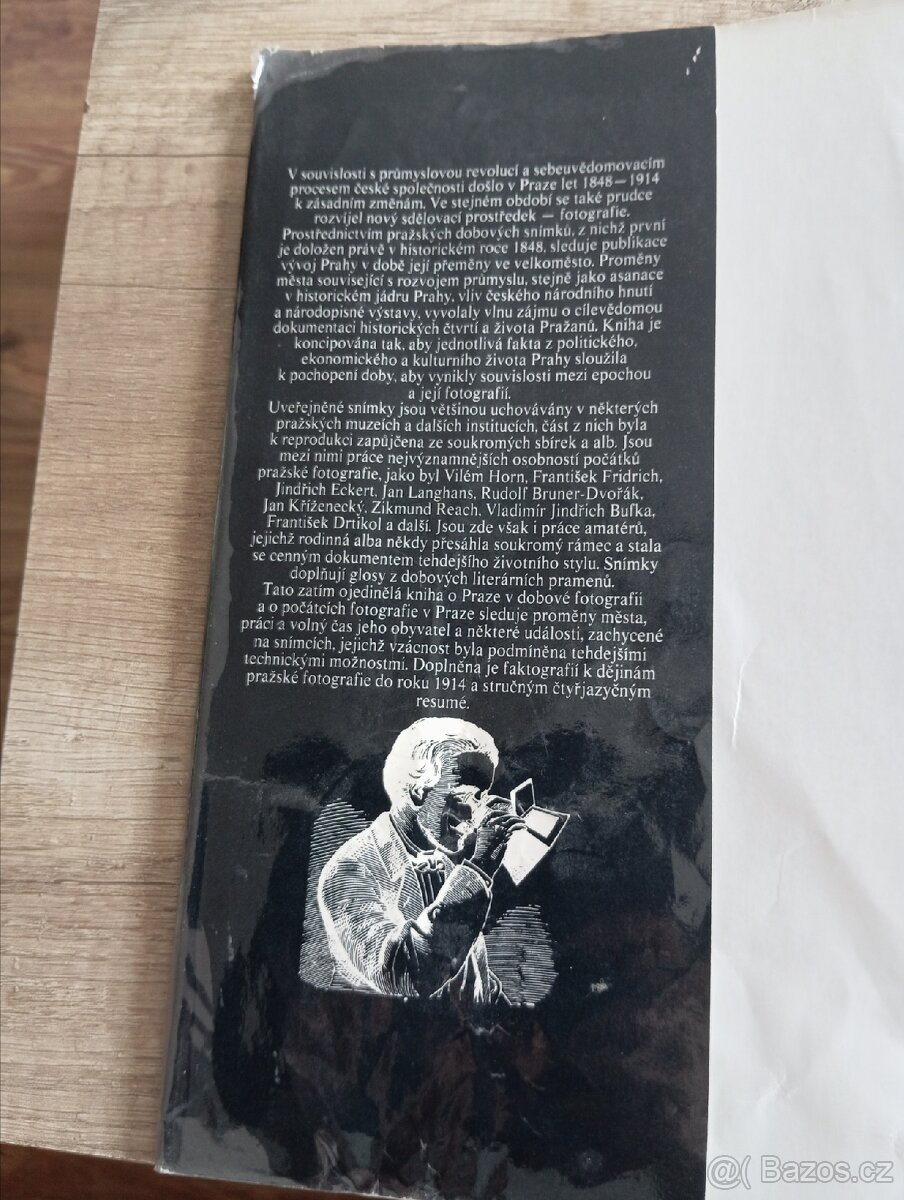 V souvislosti s průmyslovou revolucí a sebeuvědomovacím
procesem české společnosti došlo v Praze let 1848—1914
k zásadním změnám. Ve stejném období se také prudce
rozvíjel nový sdělovací prostředek — fotografie.
Prostřednictvím pražských dobových snímků, z nichž první
je doložen právě v historickém roce 1848, sleduje publikace
vývoj Prahy v době její přeměny ve velkoměsto. Proměny
města související s rozvojem průmyslu, stejně jako asanace
v historickém jádru Prahy, vliv českého národního hnutí
a národopisné výstavy, vyvolaly vlnu zájmu o cílevědomou
dokumentaci historických čtvrtí a života Pražanů. Kniha je
koncipována tak, aby jednotlivá fakta z politického,
ekonomického a kulturního života Prahy sloužila
k pochopení doby, aby vynikly souvislosti mezi epochou
a její fotografií.
Uveřejněné snímky jsou většinou uchovávány v některých
pražských muzeích a dalších institucích, část z nich byla
k reprodukci zapůjčena ze soukromých sbírek a alb. Jsou
mezi nimi práce nejvýznamnějších osobností počátků
pražské fotografie, jako byl Vilém Horn, František Fridrich,
Jindřich Eckert, Jan Langhans, Rudolf Bruner-Dvořák,
Jan Kříženecký, Zikmund Reach, Vladimír Jindřich Bufka,
František Drtikol a další. Jsou zde však i práce amatérů,
jejichž rodinná alba někdy přesáhla soukromý rámec a stala
se cenným dokumentem tehdejšího životního stylu. Snímky
doplňují glosy z dobových literárních pramenů.
Tato zatím ojedinělá kniha o Praze v dobové fotografii
a o počátcích fotografie v Praze sleduje proměny města,
práci a volný čas jeho obyvatel a některé události, zachycené
na snímcích, jejichž vzácnost byla podmíněna tehdejšími
technickými možnostmi. Doplněna je faktografií k dějinám
pražské fotografie do roku 1914 a stručným čtyřjazyčným
resumé.
@( Bazos.cz